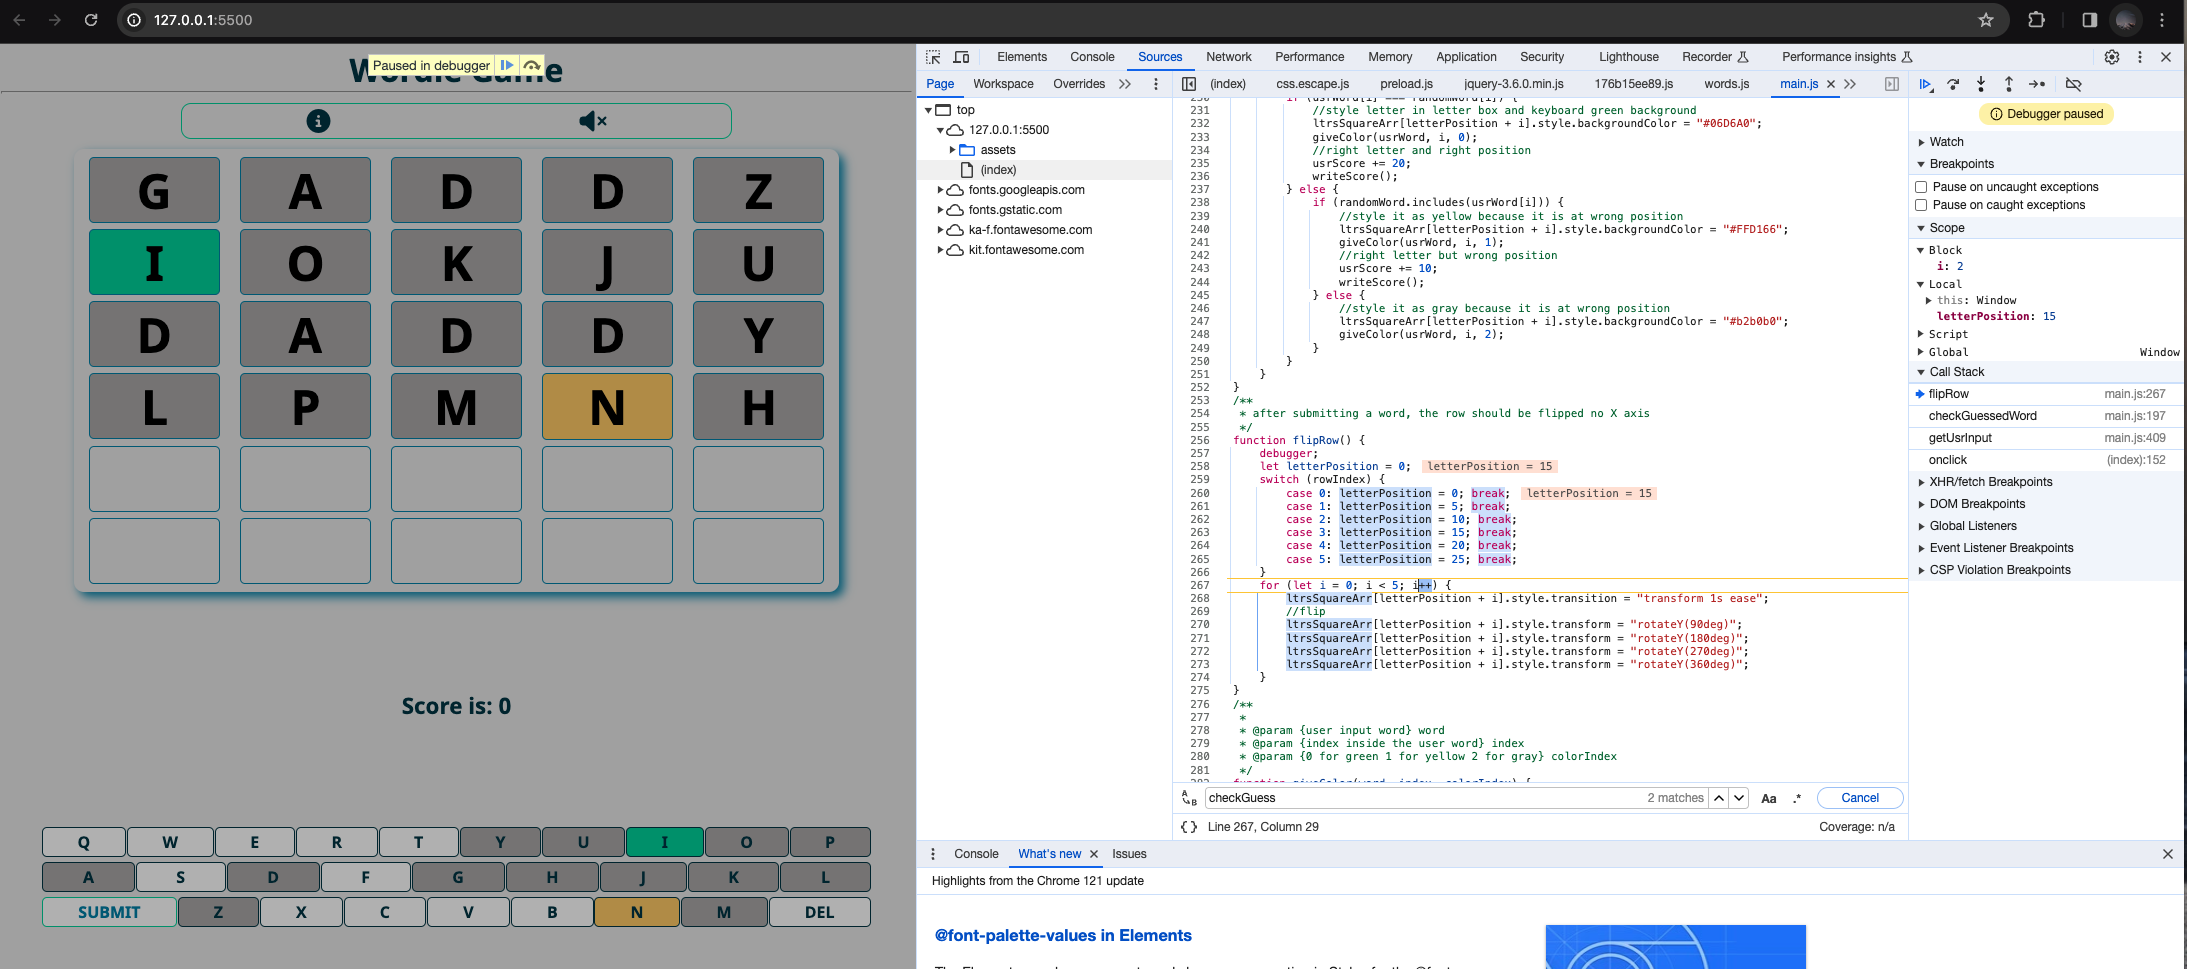 127.0.0.1:5500
Paused in debugger
Wordle Game
G A D D Z
I O K J U
D A D D Y
L P M N H
Score is: 0
Q W E R T Y U I O P
A S D F G H J K L
SUBMIT Z X C V B N M DEL
Elements Console Sources Network Performance Memory Application Security Lighthouse Recorder Performance insights
Page Workspace Overrides
(index) css.escape.js preload.js jquery-3.6.0.min.js 176b15ee89.js words.js main.js
top
127.0.0.1:5500
assets
(index)
fonts.googleapis.com
fonts.gstatic.com
ka-f.fontawesome.com
kit.fontawesome.com
230 if (usrWord[i] === randomWord[i]) {
231 //style letter in letter box and keyboard green background
232 ltrsSquareArr[letterPosition + i].style.backgroundColor = "#06D6A0";
233 giveColor(usrWord, i, 0);
234 //right letter and right position
235 usrScore += 20;
236 writeScore();
237 } else {
238 if (randomWord.includes(usrWord[i])) {
239 //style it as yellow because it is at wrong position
240 ltrsSquareArr[letterPosition + i].style.backgroundColor = "#FFD166";
241 giveColor(usrWord, i, 1);
242 //right letter but wrong position
243 usrScore += 10;
244 writeScore();
245 } else {
246 //style it as gray because it is at wrong position
247 ltrsSquareArr[letterPosition + i].style.backgroundColor = "#b2b0b0";
248 giveColor(usrWord, i, 2);
249 }
250 }
251 }
252 }
253 /**
254 * after submitting a word, the row should be flipped no X axis
255 */
256 function flipRow() {
257 debugger;
258 let letterPosition = 0; letterPosition = 15
259 switch (rowIndex) {
260 case 0: letterPosition = 0; break; letterPosition = 15
261 case 1: letterPosition = 5; break;
262 case 2: letterPosition = 10; break;
263 case 3: letterPosition = 15; break;
264 case 4: letterPosition = 20; break;
265 case 5: letterPosition = 25; break;
266 }
267 for (let i = 0; i < 5; i++) {
268 ltrsSquareArr[letterPosition + i].style.transition = "transform 1s ease";
269 //flip
270 ltrsSquareArr[letterPosition + i].style.transform = "rotateY(90deg)";
271 ltrsSquareArr[letterPosition + i].style.transform = "rotateY(180deg)";
272 ltrsSquareArr[letterPosition + i].style.transform = "rotateY(270deg)";
273 ltrsSquareArr[letterPosition + i].style.transform = "rotateY(360deg)";
274 }
275 }
276 /**
277 *
278 * @param {user input word} word
279 * @param {index inside the user word} index
280 * @param {0 for green 1 for yellow 2 for gray} colorIndex
281 */
282 function giveColor(word, index, colorIndex) {
checkGuess 2 matches Aa .* Cancel
{} Line 267, Column 29 Coverage: n/a
Debugger paused
Watch
Breakpoints
Pause on uncaught exceptions
Pause on caught exceptions
Scope
Block
i: 2
Local
this: Window
letterPosition: 15
Script
Global Window
Call Stack
flipRow main.js:267
checkGuessedWord main.js:197
getUsrInput main.js:409
onclick (index):152
XHR/fetch Breakpoints
DOM Breakpoints
Global Listeners
Event Listener Breakpoints
CSP Violation Breakpoints
Console What's new Issues
Highlights from the Chrome 121 update
@font-palette-values in Elements